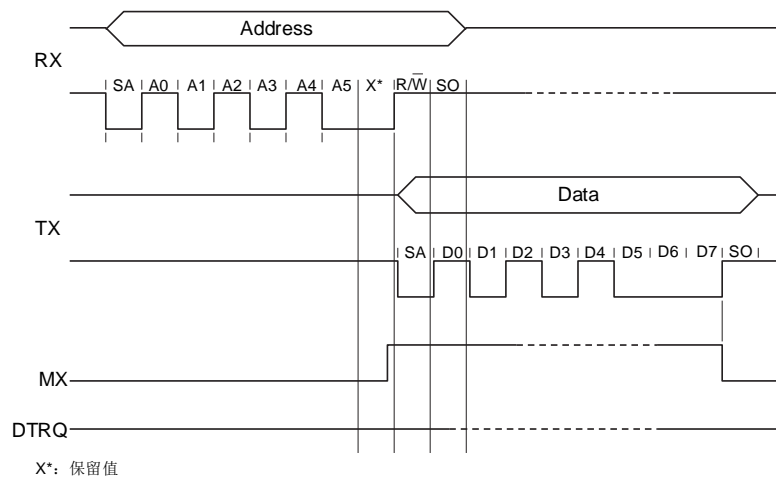 Address
RX
SA A0 A1 A2 A3 A4 A5 X* R/W̅ SO
Data
TX
SA D0 D1 D2 D3 D4 D5 D6 D7 SO
MX
DTRQ
X*：保留值